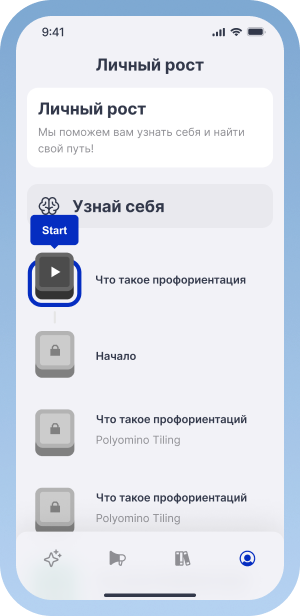 9:41
Личный рост
Личный рост
Мы поможем вам узнать себя и найти
свой путь!
Узнай себя
Start
Что такое профориентация
Начало
Что такое профориентаций
Polyomino Tiling
Что такое профориентаций
Polyomino Tiling